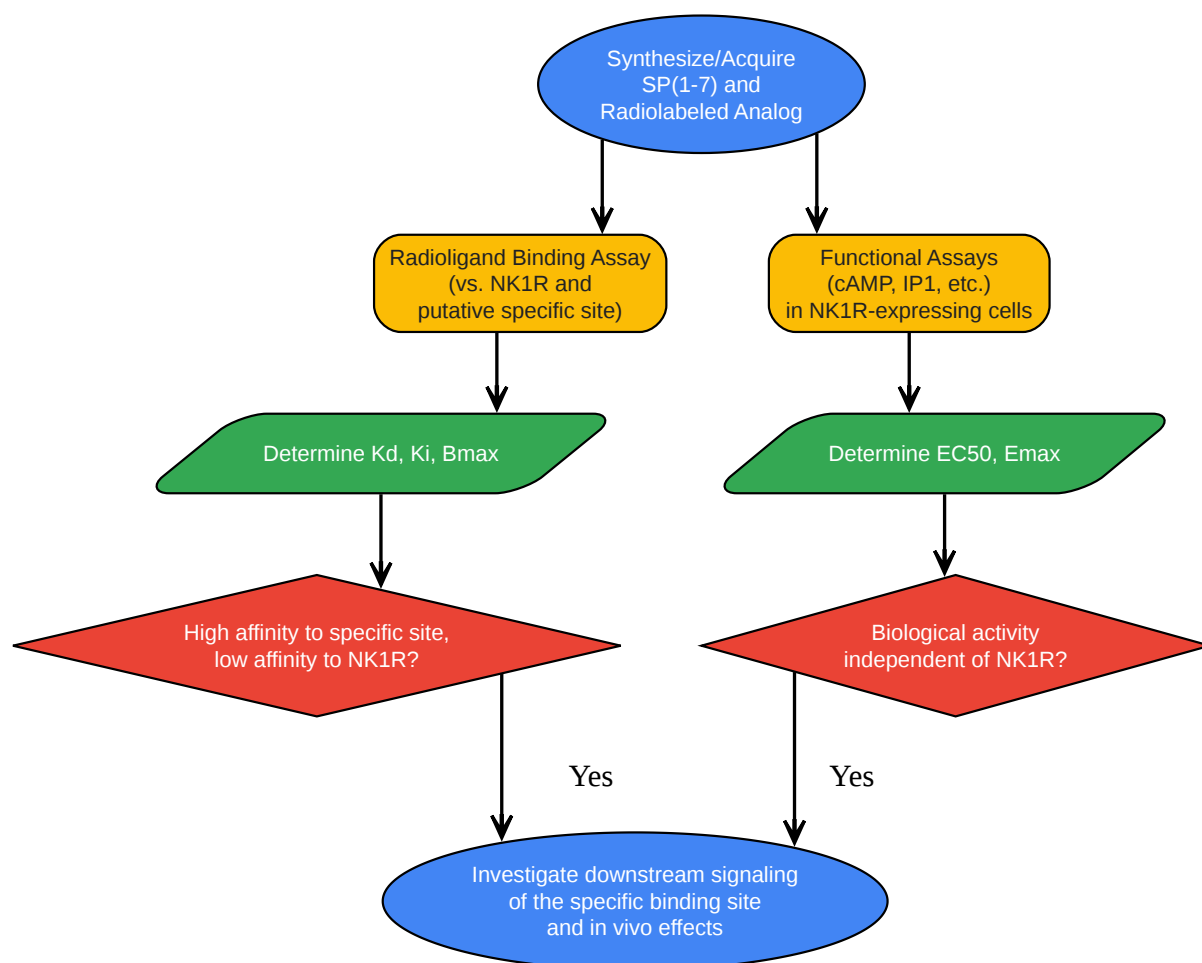 Synthesize/Acquire
SP(1-7) and
Radiolabeled Analog
Radioligand Binding Assay
(vs. NK1R and
putative specific site)
Functional Assays
(cAMP, IP1, etc.)
in NK1R-expressing cells
Determine Kd, Ki, Bmax
Determine EC50, Emax
High affinity to specific site,
low affinity to NK1R?
Biological activity
independent of NK1R?
Yes
Yes
Investigate downstream signaling
of the specific binding site
and in vivo effects